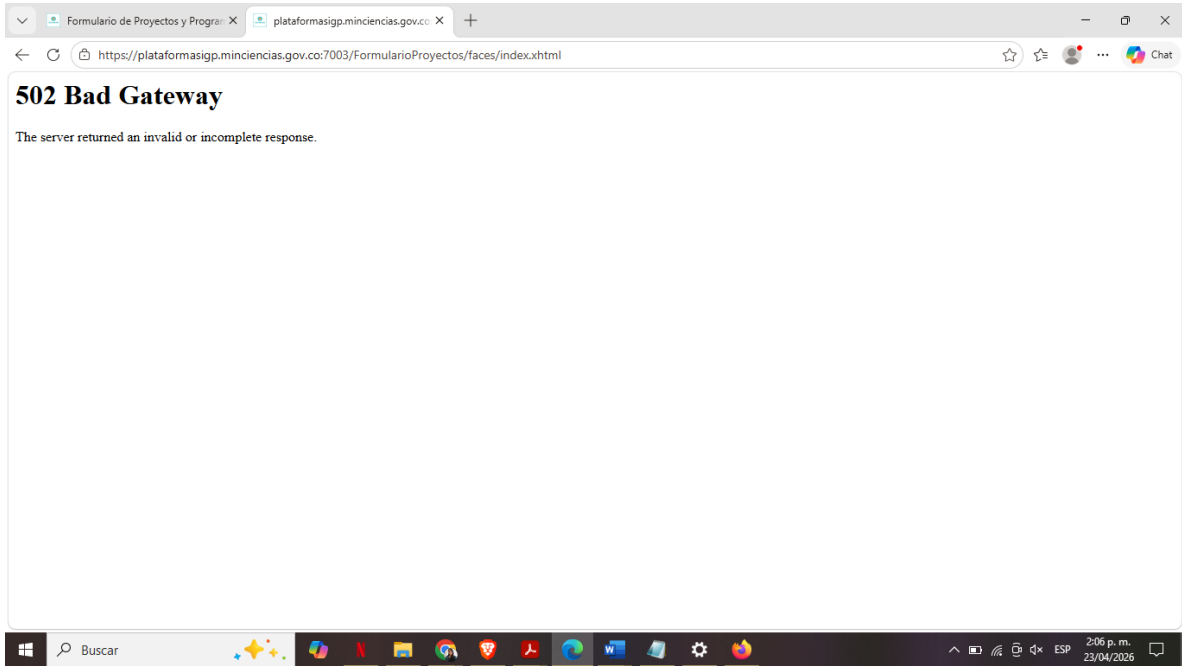 Formulario de Proyectos y Program
plataformasigp.minciencias.gov.co
https://plataformasigp.minciencias.gov.co:7003/FormularioProyectos/faces/index.xhtml
Chat
502 Bad Gateway
The server returned an invalid or incomplete response.
Buscar
ESP
2:06 p. m.
23/04/2026